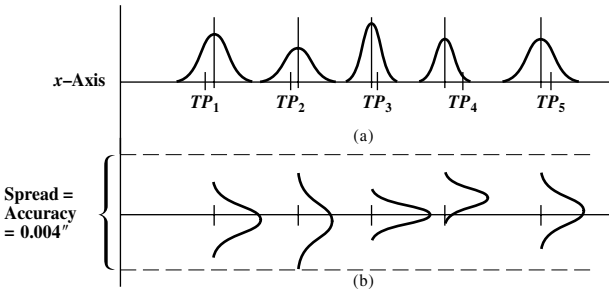 x–Axis
TP1 TP2 TP3 TP4 TP5
(a)
Spread =
Accuracy
= 0.004″
(b)